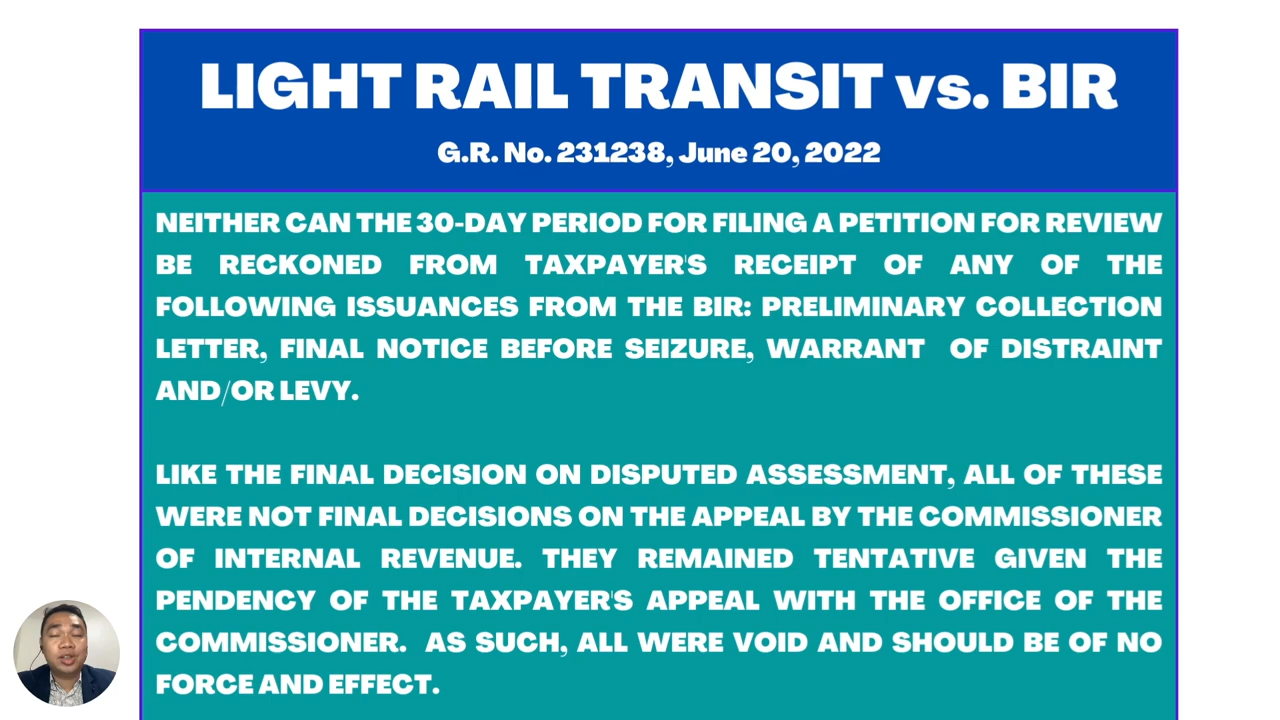 LIGHT RAIL TRANSIT vs. BIR
G.R. No. 231238, June 20, 2022
NEITHER CAN THE 30-DAY PERIOD FOR FILING A PETITION FOR REVIEW
BE RECKONED FROM TAXPAYER'S RECEIPT OF ANY OF THE
FOLLOWING ISSUANCES FROM THE BIR: PRELIMINARY COLLECTION
LETTER, FINAL NOTICE BEFORE SEIZURE, WARRANT OF DISTRAINT
AND/OR LEVY.
LIKE THE FINAL DECISION ON DISPUTED ASSESSMENT, ALL OF THESE
WERE NOT FINAL DECISIONS ON THE APPEAL BY THE COMMISSIONER
OF INTERNAL REVENUE. THEY REMAINED TENTATIVE GIVEN THE
PENDENCY OF THE TAXPAYER'S APPEAL WITH THE OFFICE OF THE
COMMISSIONER. AS SUCH, ALL WERE VOID AND SHOULD BE OF NO
FORCE AND EFFECT.